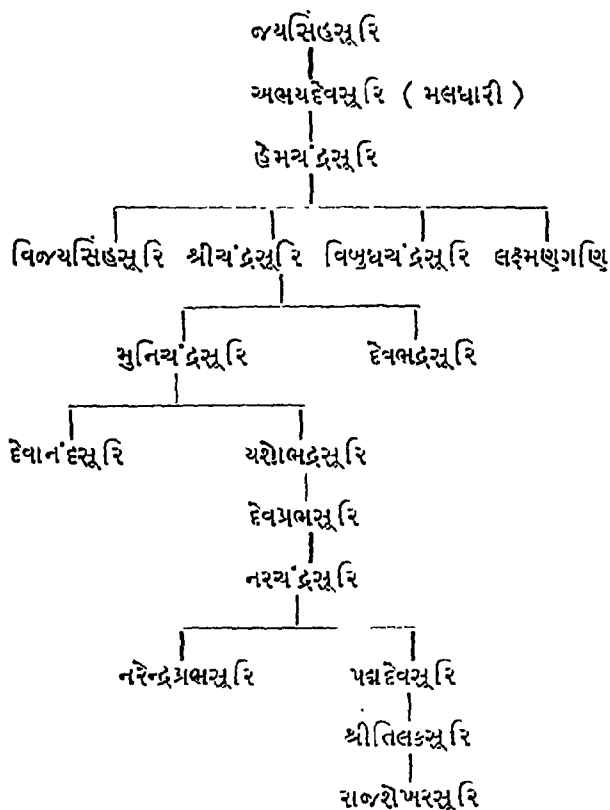 જયસિંહસૂરિ
અભયદેવસૂરિ ( મલધારી )
હેમચંદ્રસૂરિ
વિજયસિંહસૂરિ શ્રીચંદ્રસૂરિ વિબુધચંદ્રસૂરિ લક્ષ્મણગણિ
મુનિચંદ્રસૂરિ દેવભદ્રસૂરિ
દેવાનંદસૂરિ યશોભદ્રસૂરિ
દેવપ્રભસૂરિ
નરચંદ્રસૂરિ
નરેન્દ્રપ્રભસૂરિ પદ્મદેવસૂરિ
શ્રીતિલકસૂરિ
રાજશેખરસૂરિ